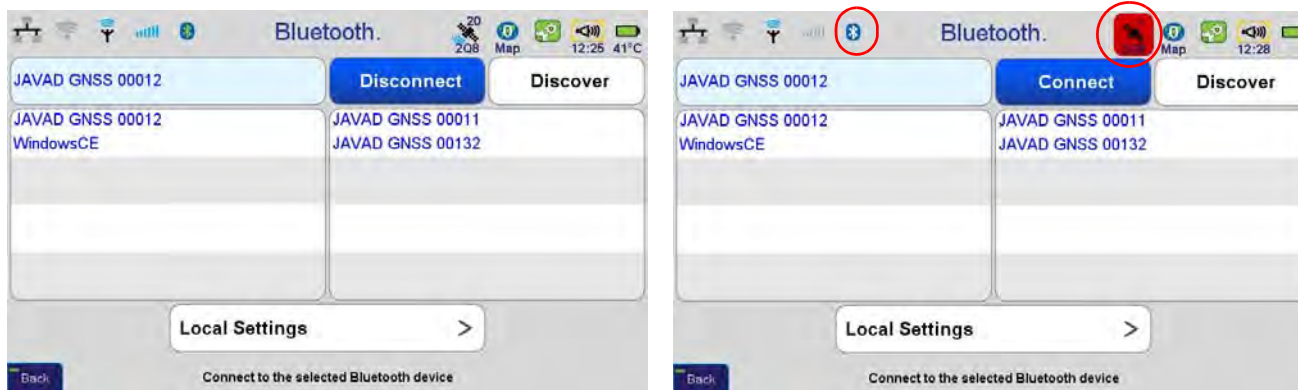 Bluetooth.
20
2Q8
Map
12:25
41°C
JAVAD GNSS 00012
Disconnect
Discover
JAVAD GNSS 00012
JAVAD GNSS 00011
WindowsCE
JAVAD GNSS 00132
Local Settings >
Back
Connect to the selected Bluetooth device
Bluetooth.
Map
12:28
JAVAD GNSS 00012
Connect
Discover
JAVAD GNSS 00012
JAVAD GNSS 00011
WindowsCE
JAVAD GNSS 00132
Local Settings >
Back
Connect to the selected Bluetooth device